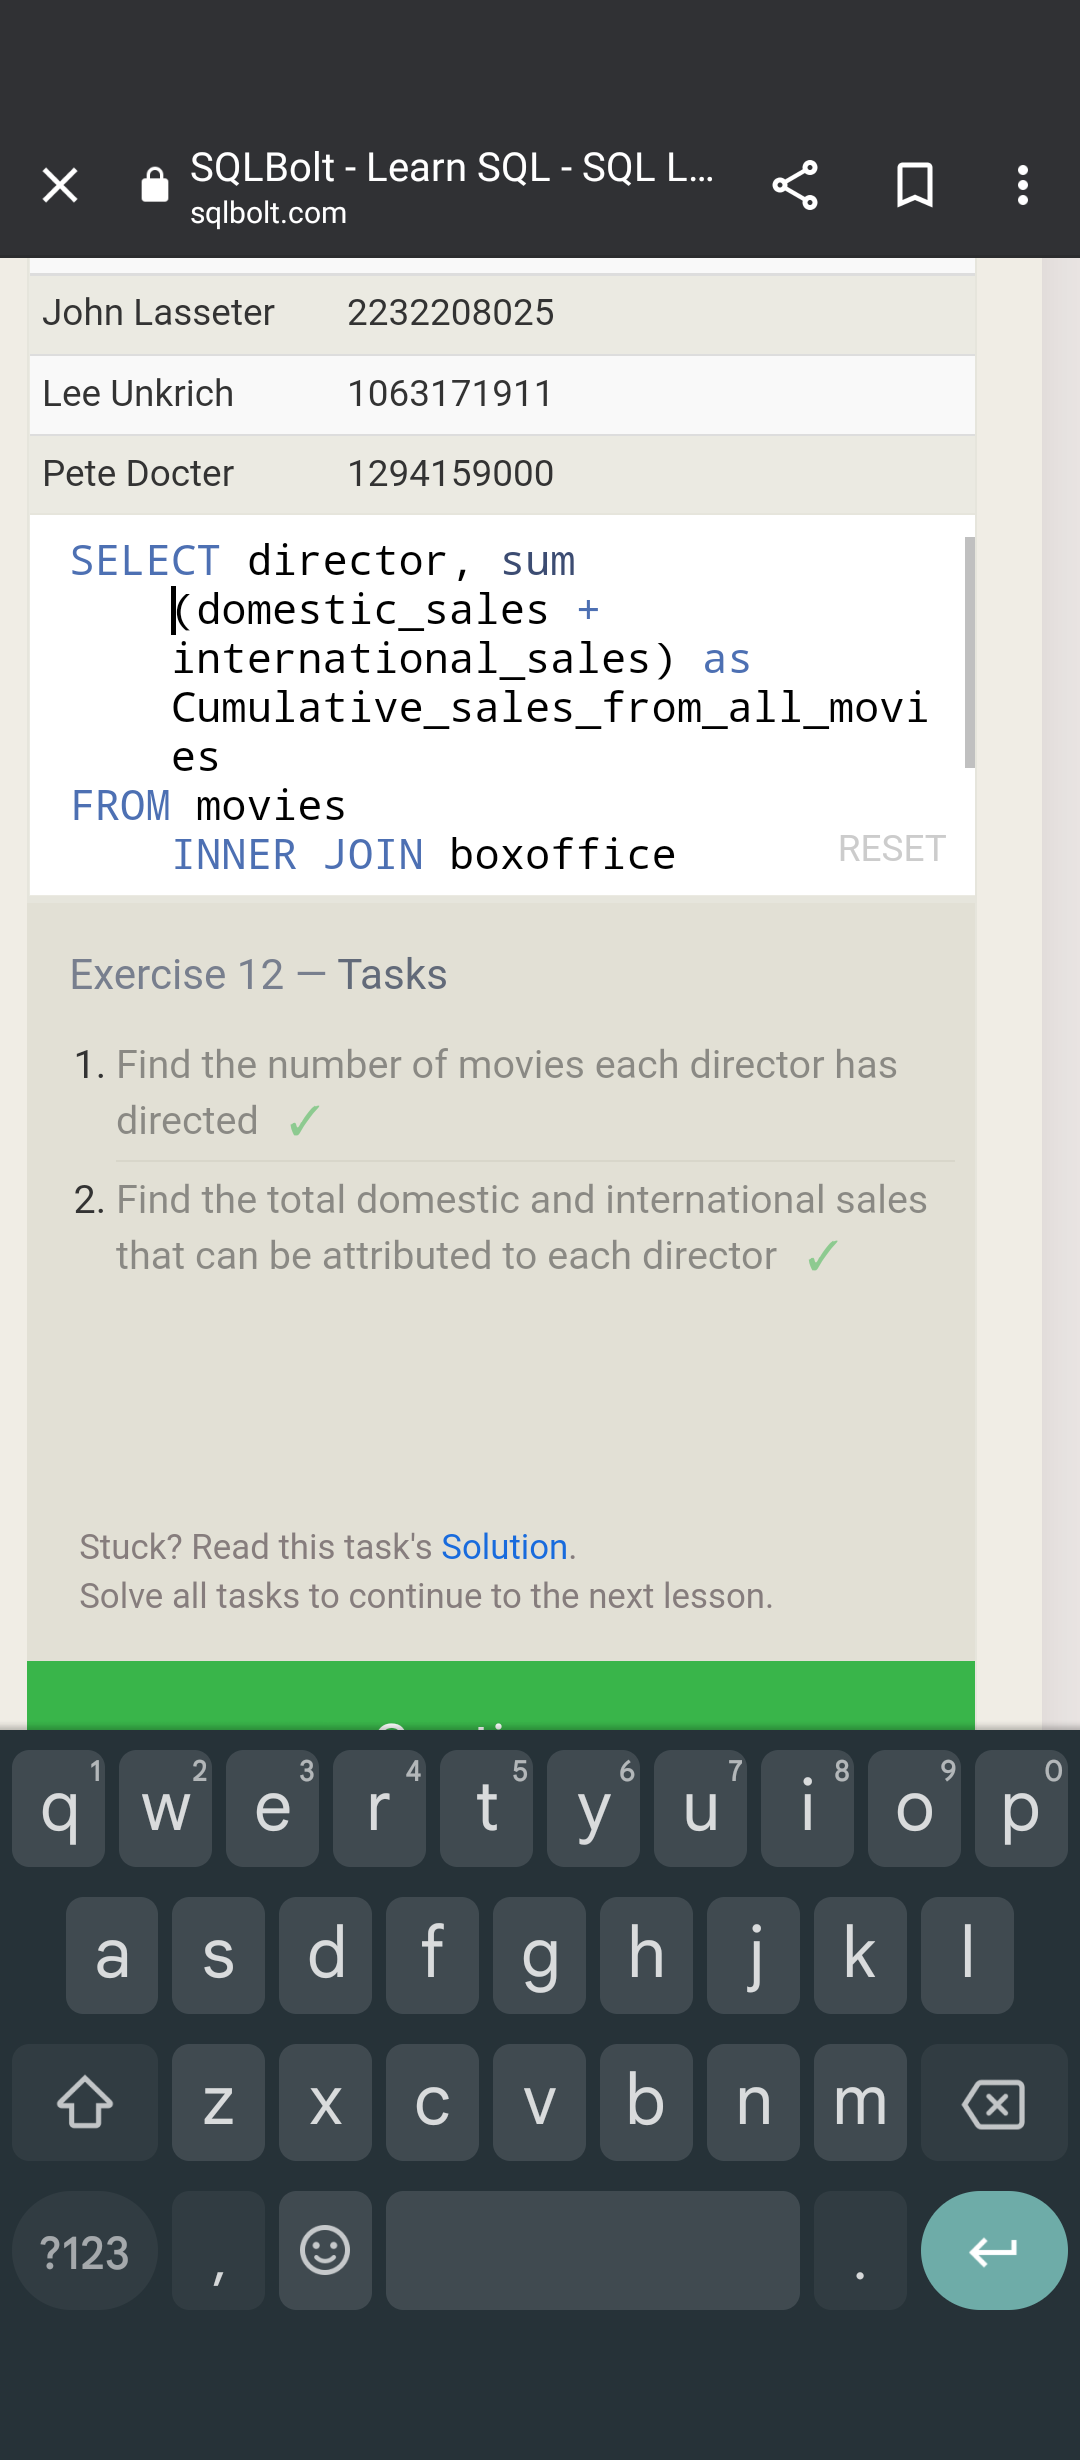 SQLBolt - Learn SQL - SQL L...
sqlbolt.com
John Lasseter 2232208025
Lee Unkrich 1063171911
Pete Docter 1294159000
SELECT director, sum
(domestic_sales +
international_sales) as
Cumulative_sales_from_all_movi
es
FROM movies
INNER JOIN boxoffice
RESET
Exercise 12 — Tasks
1. Find the number of movies each director has
directed ✓
2. Find the total domestic and international sales
that can be attributed to each director ✓
Stuck? Read this task's Solution.
Solve all tasks to continue to the next lesson.
q 1 w 2 e 3 r 4 t 5 y 6 u 7 i 8 o 9 p 0
a s d f g h j k l
z x c v b n m
?123 , .